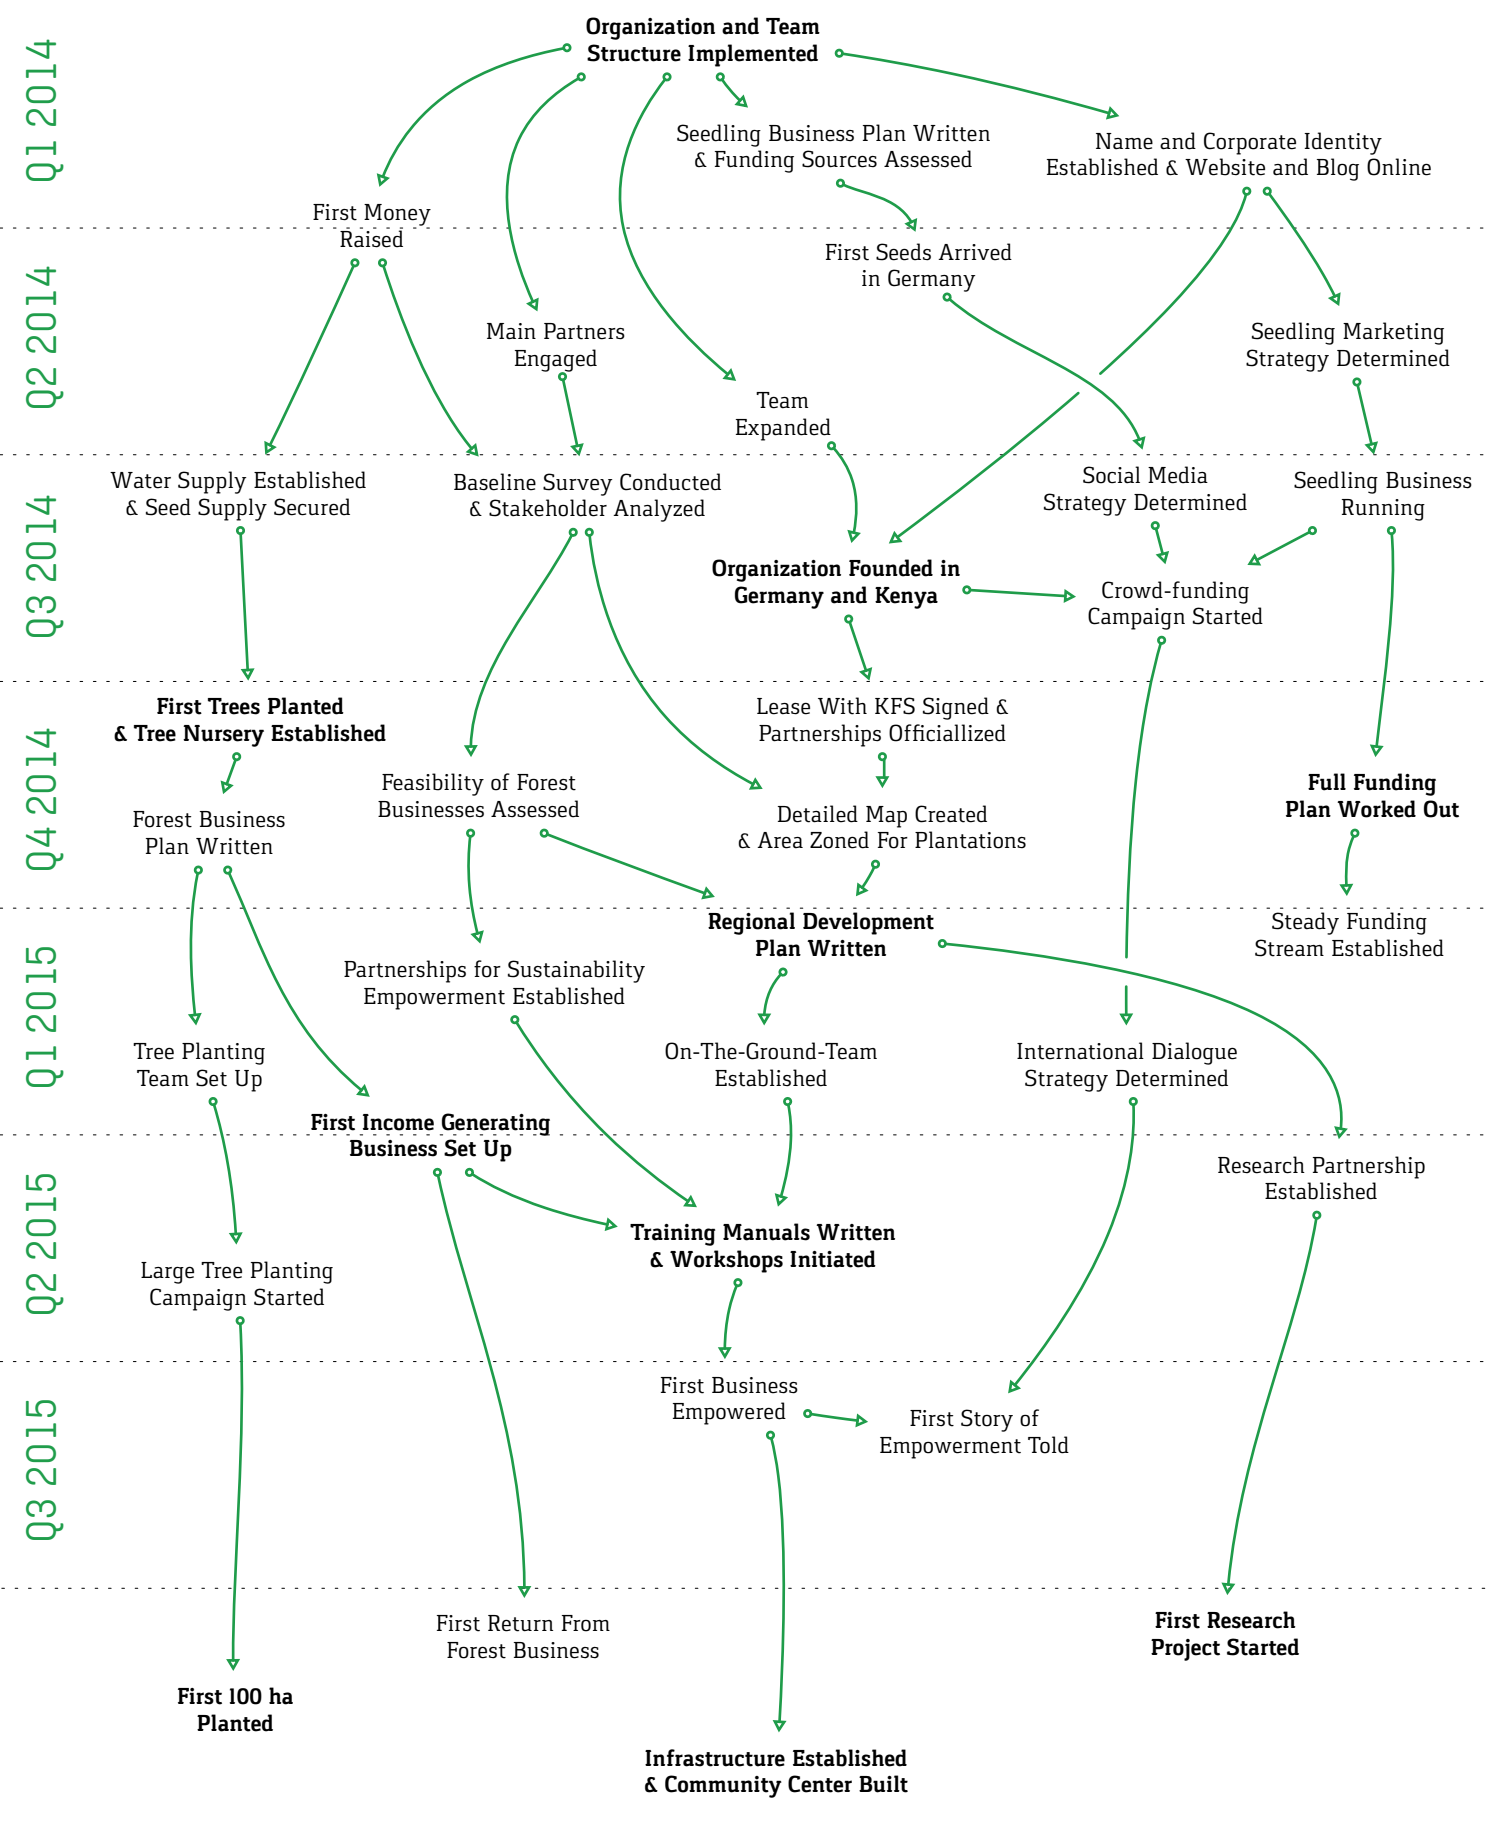 Organization and Team
Structure Implemented
Q1 2014
Seedling Business Plan Written
& Funding Sources Assessed
Name and Corporate Identity
Established & Website and Blog Online
First Money
Raised
Q2 2014
First Seeds Arrived
in Germany
Main Partners
Engaged
Seedling Marketing
Strategy Determined
Team
Expanded
Q3 2014
Water Supply Established
& Seed Supply Secured
Baseline Survey Conducted
& Stakeholder Analyzed
Social Media
Strategy Determined
Seedling Business
Running
Organization Founded in
Germany and Kenya
Crowd-funding
Campaign Started
Q4 2014
First Trees Planted
& Tree Nursery Established
Lease With KFS Signed &
Partnerships Officiallized
Feasibility of Forest
Businesses Assessed
Full Funding
Plan Worked Out
Forest Business
Plan Written
Detailed Map Created
& Area Zoned For Plantations
Q1 2015
Regional Development
Plan Written
Steady Funding
Stream Established
Partnerships for Sustainability
Empowerment Established
Tree Planting
Team Set Up
On-The-Ground-Team
Established
International Dialogue
Strategy Determined
First Income Generating
Business Set Up
Q2 2015
Research Partnership
Established
Training Manuals Written
& Workshops Initiated
Large Tree Planting
Campaign Started
Q3 2015
First Business
Empowered
First Story of
Empowerment Told
First Return From
Forest Business
First Research
Project Started
First 100 ha
Planted
Infrastructure Established
& Community Center Built